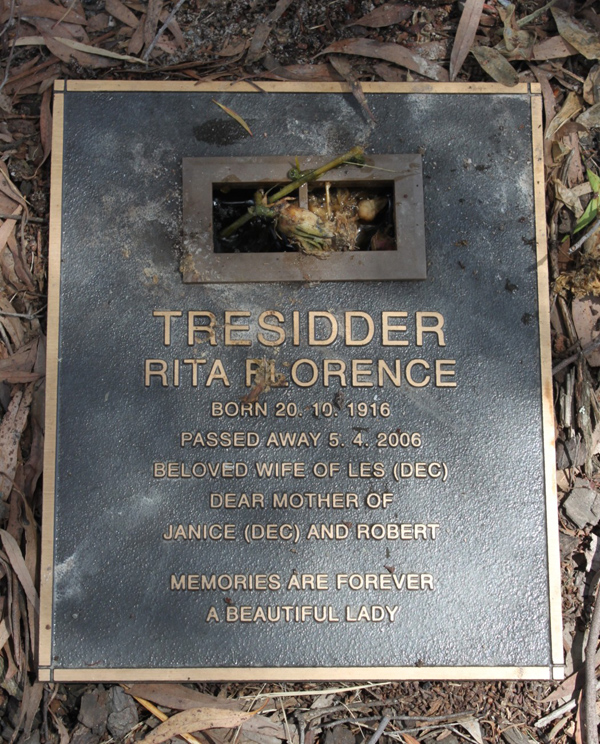 TRESIDDER
RITA FLORENCE
BORN 20. 10. 1916
PASSED AWAY 5. 4. 2006
BELOVED WIFE OF LES (DEC)
DEAR MOTHER OF
JANICE (DEC) AND ROBERT
MEMORIES ARE FOREVER
A BEAUTIFUL LADY